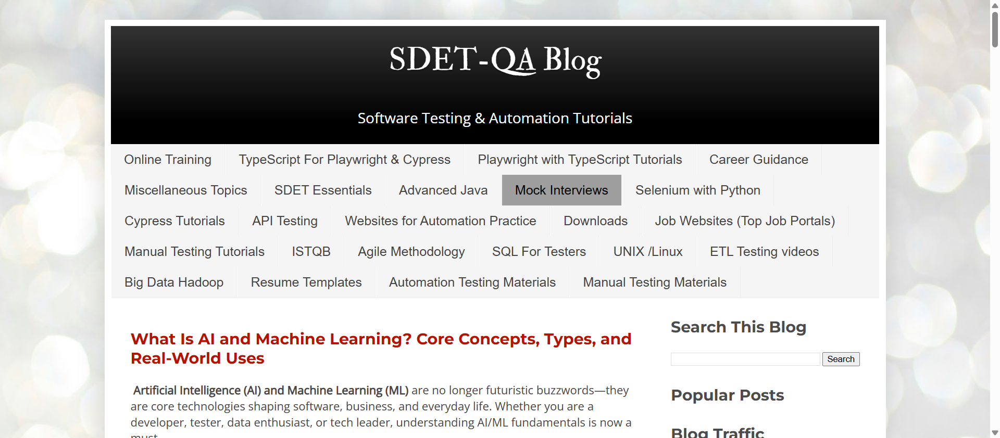 SDET-QA Blog
Software Testing & Automation Tutorials
Online Training TypeScript For Playwright & Cypress Playwright with TypeScript Tutorials Career Guidance
Miscellaneous Topics SDET Essentials Advanced Java Mock Interviews Selenium with Python
Cypress Tutorials API Testing Websites for Automation Practice Downloads Job Websites (Top Job Portals)
Manual Testing Tutorials ISTQB Agile Methodology SQL For Testers UNIX /Linux ETL Testing videos
Big Data Hadoop Resume Templates Automation Testing Materials Manual Testing Materials
What Is AI and Machine Learning? Core Concepts, Types, and
Real-World Uses
Artificial Intelligence (AI) and Machine Learning (ML) are no longer futuristic buzzwords—they
are core technologies shaping software, business, and everyday life. Whether you are a
developer, tester, data enthusiast, or tech leader, understanding AI/ML fundamentals is now a
must.
Search This Blog
Search
Popular Posts
Blog Traffic